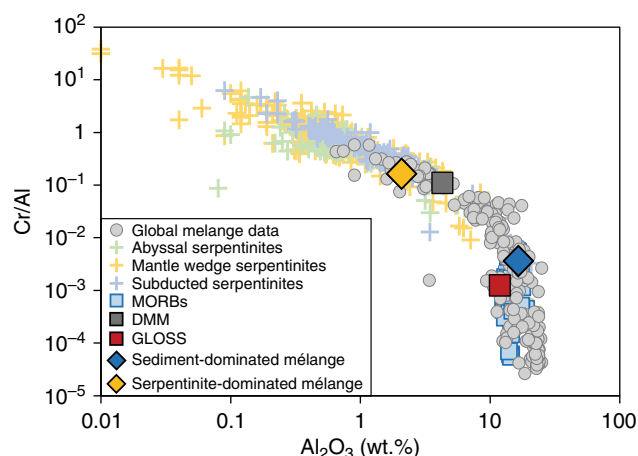 10²
10¹
1
10⁻¹
10⁻²
10⁻³
10⁻⁴
10⁻⁵
Cr/Al
Global melange data
Abyssal serpentinites
Mantle wedge serpentinites
Subducted serpentinites
MORBs
DMM
GLOSS
Sediment-dominated mélange
Serpentinite-dominated mélange
0.01 0.1 1 10 100
Al₂O₃ (wt.%)